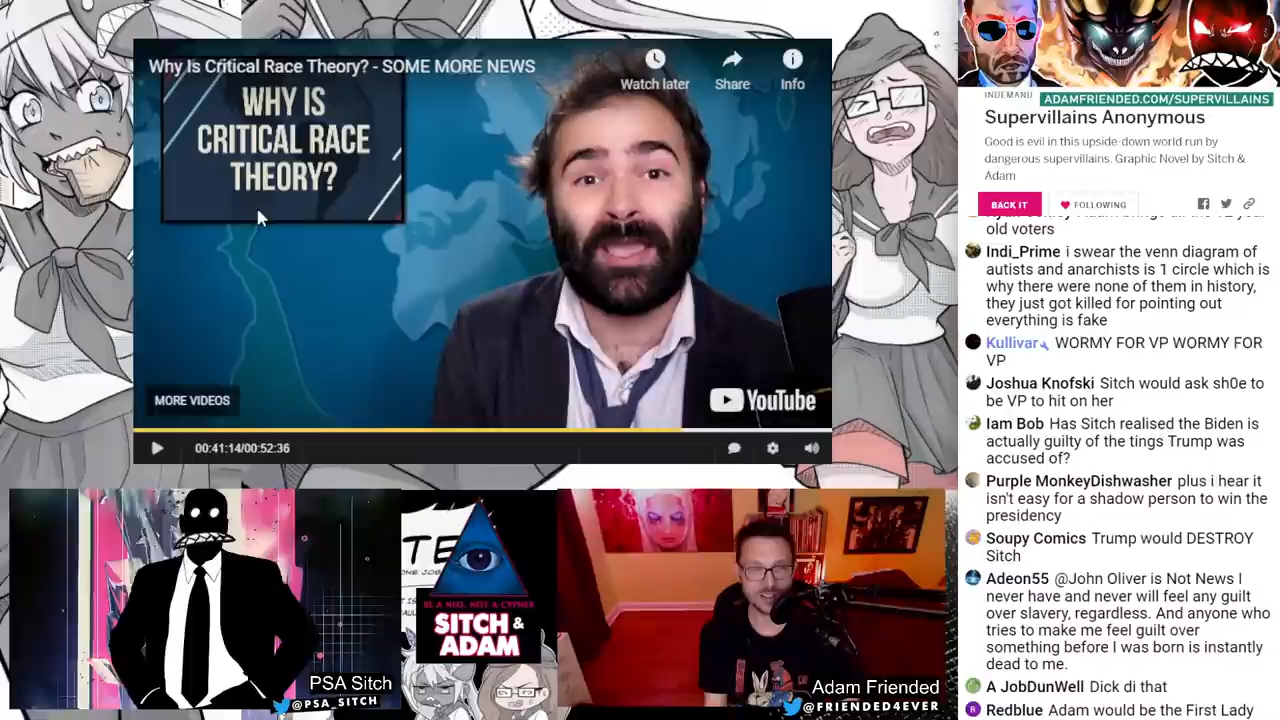 Why Is Critical Race Theory? - SOME MORE NEWS
Watch later
Share
Info
WHY IS
CRITICAL RACE
THEORY?
MORE VIDEOS
YouTube
00:41:14/00:52:36
BE A NEO, NOT A CYPHER
SITCH &
ADAM
PSA Sitch
@PSA_SITCH
Adam Friended
@FRIENDED4EVER
INDEMAND
ADAMFRIENDED.COM/SUPERVILLAINS
Supervillains Anonymous
Good is evil in this upside-down world run by
dangerous supervillains. Graphic Novel by Sitch &
Adam
BACK IT
FOLLOWING
old voters
Indi_Prime i swear the venn diagram of
autists and anarchists is 1 circle which is
why there were none of them in history,
they just got killed for pointing out
everything is fake
Kullivar WORMY FOR VP WORMY FOR
VP
Joshua Knofski Sitch would ask sh0e to
be VP to hit on her
Iam Bob Has Sitch realised the Biden is
actually guilty of the tings Trump was
accused of?
Purple MonkeyDishwasher plus i hear it
isn't easy for a shadow person to win the
presidency
Soupy Comics Trump would DESTROY
Sitch
Adeon55 @John Oliver is Not News I
never have and never will feel any guilt
over slavery, regardless. And anyone who
tries to make me feel guilt over
something before I was born is instantly
dead to me.
A JobDunWell Dick di that
Redblue Adam would be the First Lady